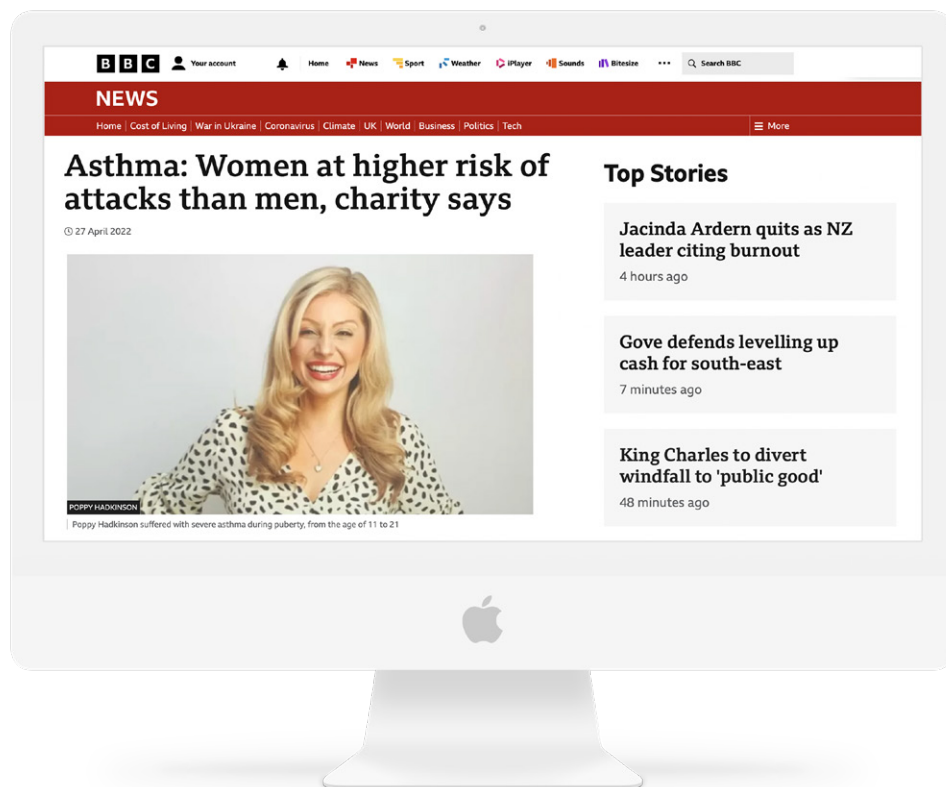 BBC Your account Home News Sport Weather iPlayer Sounds Bitesize Search BBC
NEWS
Home Cost of Living War in Ukraine Coronavirus Climate UK World Business Politics Tech More
Asthma: Women at higher risk of
attacks than men, charity says
27 April 2022
POPPY HADKINSON
Poppy Hadkinson suffered with severe asthma during puberty, from the age of 11 to 21
Top Stories
Jacinda Ardern quits as NZ
leader citing burnout
4 hours ago
Gove defends levelling up
cash for south-east
7 minutes ago
King Charles to divert
windfall to 'public good'
48 minutes ago